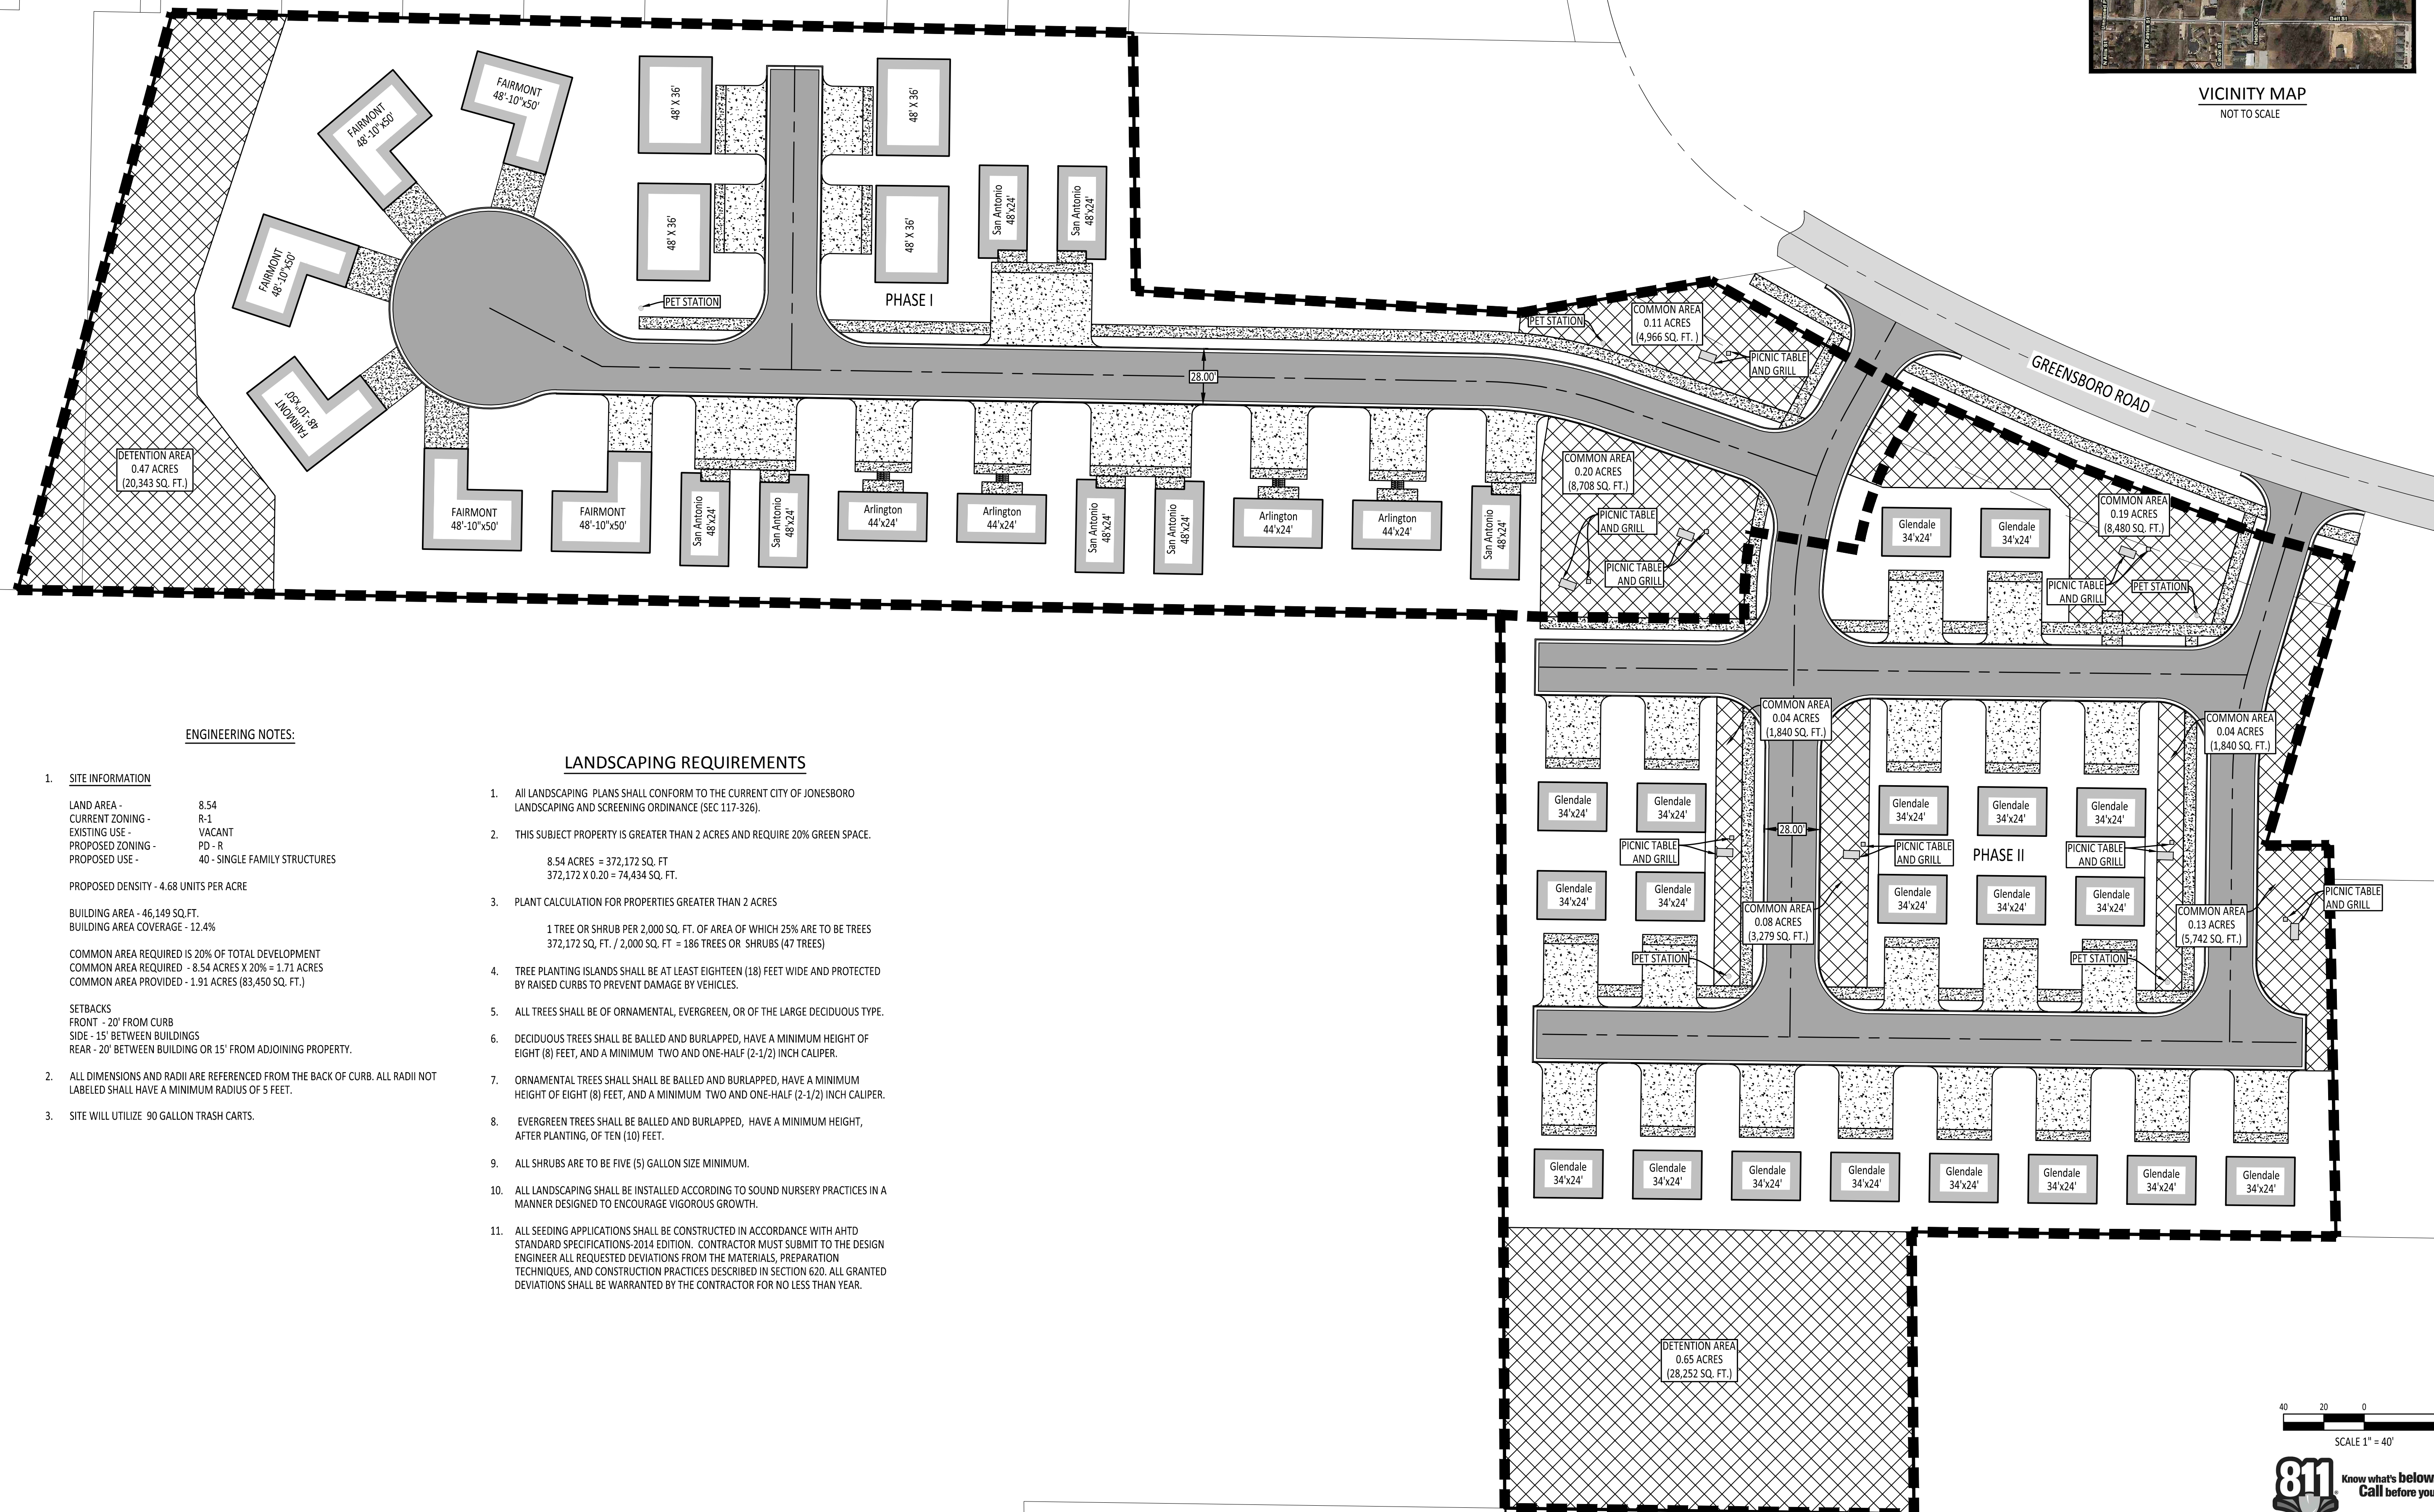 Bett St
VICINITY MAP
NOT TO SCALE
FAIRMONT
48'-10"x50'
FAIRMONT
48'-10"x50'
FAIRMONT
48'-10"x50'
FAIRMONT
48'-10"x50'
FAIRMONT
48'-10"x50'
FAIRMONT
48'-10"x50'
48' X 36'
48' X 36'
48' X 36'
48' X 36'
San Antonio
48'x24'
San Antonio
48'x24'
PET STATION
PHASE I
28.00'
DETENTION AREA
0.47 ACRES
(20,343 SQ. FT.)
San Antonio
48'x24'
San Antonio
48'x24'
Arlington
44'x24'
Arlington
44'x24'
San Antonio
48'x24'
San Antonio
48'x24'
Arlington
44'x24'
Arlington
44'x24'
San Antonio
48'x24'
PET STATION
COMMON AREA
0.11 ACRES
(4,966 SQ. FT. )
PICNIC TABLE
AND GRILL
GREENSBORO ROAD
COMMON AREA
0.20 ACRES
(8,708 SQ. FT.)
PICNIC TABLE
AND GRILL
PICNIC TABLE
AND GRILL
COMMON AREA
0.19 ACRES
(8,480 SQ. FT.)
Glendale
34'x24'
Glendale
34'x24'
PICNIC TABLE
AND GRILL
PET STATION
COMMON AREA
0.04 ACRES
(1,840 SQ. FT.)
COMMON AREA
0.04 ACRES
(1,840 SQ. FT.)
Glendale
34'x24'
Glendale
34'x24'
Glendale
34'x24'
Glendale
34'x24'
Glendale
34'x24'
28.00'
PICNIC TABLE
AND GRILL
PICNIC TABLE
AND GRILL
PHASE II
PICNIC TABLE
AND GRILL
Glendale
34'x24'
Glendale
34'x24'
Glendale
34'x24'
Glendale
34'x24'
Glendale
34'x24'
PICNIC TABLE
AND GRILL
COMMON AREA
0.08 ACRES
(3,279 SQ. FT.)
COMMON AREA
0.13 ACRES
(5,742 SQ. FT.)
PET STATION
PET STATION
Glendale
34'x24'
Glendale
34'x24'
Glendale
34'x24'
Glendale
34'x24'
Glendale
34'x24'
Glendale
34'x24'
Glendale
34'x24'
Glendale
34'x24'
DETENTION AREA
0.65 ACRES
(28,252 SQ. FT.)
ENGINEERING NOTES:
1. SITE INFORMATION
LAND AREA - 8.54
CURRENT ZONING - R-1
EXISTING USE - VACANT
PROPOSED ZONING - PD - R
PROPOSED USE - 40 - SINGLE FAMILY STRUCTURES
PROPOSED DENSITY - 4.68 UNITS PER ACRE
BUILDING AREA - 46,149 SQ.FT.
BUILDING AREA COVERAGE - 12.4%
COMMON AREA REQUIRED IS 20% OF TOTAL DEVELOPMENT
COMMON AREA REQUIRED - 8.54 ACRES X 20% = 1.71 ACRES
COMMON AREA PROVIDED - 1.91 ACRES (83,450 SQ. FT.)
SETBACKS
FRONT - 20' FROM CURB
SIDE - 15' BETWEEN BUILDINGS
REAR - 20' BETWEEN BUILDING OR 15' FROM ADJOINING PROPERTY.
2. ALL DIMENSIONS AND RADII ARE REFERENCED FROM THE BACK OF CURB. ALL RADII NOT
LABELED SHALL HAVE A MINIMUM RADIUS OF 5 FEET.
3. SITE WILL UTILIZE 90 GALLON TRASH CARTS.
LANDSCAPING REQUIREMENTS
1. All LANDSCAPING PLANS SHALL CONFORM TO THE CURRENT CITY OF JONESBORO
LANDSCAPING AND SCREENING ORDINANCE (SEC 117-326).
2. THIS SUBJECT PROPERTY IS GREATER THAN 2 ACRES AND REQUIRE 20% GREEN SPACE.
8.54 ACRES = 372,172 SQ. FT
372,172 X 0.20 = 74,434 SQ. FT.
3. PLANT CALCULATION FOR PROPERTIES GREATER THAN 2 ACRES
1 TREE OR SHRUB PER 2,000 SQ. FT. OF AREA OF WHICH 25% ARE TO BE TREES
372,172 SQ, FT. / 2,000 SQ. FT = 186 TREES OR SHRUBS (47 TREES)
4. TREE PLANTING ISLANDS SHALL BE AT LEAST EIGHTEEN (18) FEET WIDE AND PROTECTED
BY RAISED CURBS TO PREVENT DAMAGE BY VEHICLES.
5. ALL TREES SHALL BE OF ORNAMENTAL, EVERGREEN, OR OF THE LARGE DECIDUOUS TYPE.
6. DECIDUOUS TREES SHALL BE BALLED AND BURLAPPED, HAVE A MINIMUM HEIGHT OF
EIGHT (8) FEET, AND A MINIMUM TWO AND ONE-HALF (2-1/2) INCH CALIPER.
7. ORNAMENTAL TREES SHALL SHALL BE BALLED AND BURLAPPED, HAVE A MINIMUM
HEIGHT OF EIGHT (8) FEET, AND A MINIMUM TWO AND ONE-HALF (2-1/2) INCH CALIPER.
8. EVERGREEN TREES SHALL BE BALLED AND BURLAPPED, HAVE A MINIMUM HEIGHT,
AFTER PLANTING, OF TEN (10) FEET.
9. ALL SHRUBS ARE TO BE FIVE (5) GALLON SIZE MINIMUM.
10. ALL LANDSCAPING SHALL BE INSTALLED ACCORDING TO SOUND NURSERY PRACTICES IN A
MANNER DESIGNED TO ENCOURAGE VIGOROUS GROWTH.
11. ALL SEEDING APPLICATIONS SHALL BE CONSTRUCTED IN ACCORDANCE WITH AHTD
STANDARD SPECIFICATIONS-2014 EDITION. CONTRACTOR MUST SUBMIT TO THE DESIGN
ENGINEER ALL REQUESTED DEVIATIONS FROM THE MATERIALS, PREPARATION
TECHNIQUES, AND CONSTRUCTION PRACTICES DESCRIBED IN SECTION 620. ALL GRANTED
DEVIATIONS SHALL BE WARRANTED BY THE CONTRACTOR FOR NO LESS THAN YEAR.
40 20 0
SCALE 1" = 40'
811
Know what's below
Call before you